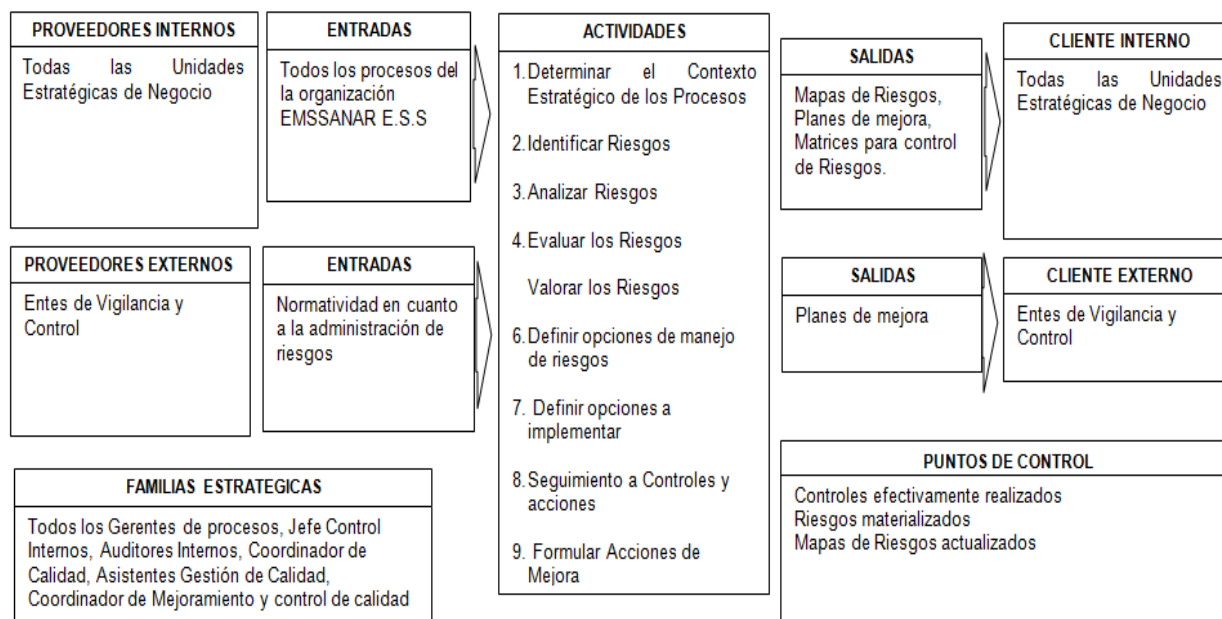 PROVEEDORES INTERNOS
Todas las Unidades
Estratégicas de Negocio
ENTRADAS
Todos los procesos del
la organización
EMSSANAR E.S.S
ACTIVIDADES
1.Determinar el Contexto
Estratégico de los Procesos
2.Identificar Riesgos
3.Analizar Riesgos
4.Evaluar los Riesgos
Valorar los Riesgos
6.Definir opciones de manejo
de riesgos
7. Definir opciones a
implementar
8.Seguimiento a Controles y
acciones
9. Formular Acciones de
Mejora
SALIDAS
Mapas de Riesgos,
Planes de mejora,
Matrices para control
de Riesgos.
CLIENTE INTERNO
Todas las Unidades
Estratégicas de Negocio
PROVEEDORES EXTERNOS
Entes de Vigilancia y
Control
ENTRADAS
Normatividad en cuanto
a la administración de
riesgos
SALIDAS
Planes de mejora
CLIENTE EXTERNO
Entes de Vigilancia y
Control
FAMILIAS ESTRATEGICAS
Todos los Gerentes de procesos, Jefe Control
Internos, Auditores Internos, Coordinador de
Calidad, Asistentes Gestión de Calidad,
Coordinador de Mejoramiento y control de calidad
PUNTOS DE CONTROL
Controles efectivamente realizados
Riesgos materializados
Mapas de Riesgos actualizados